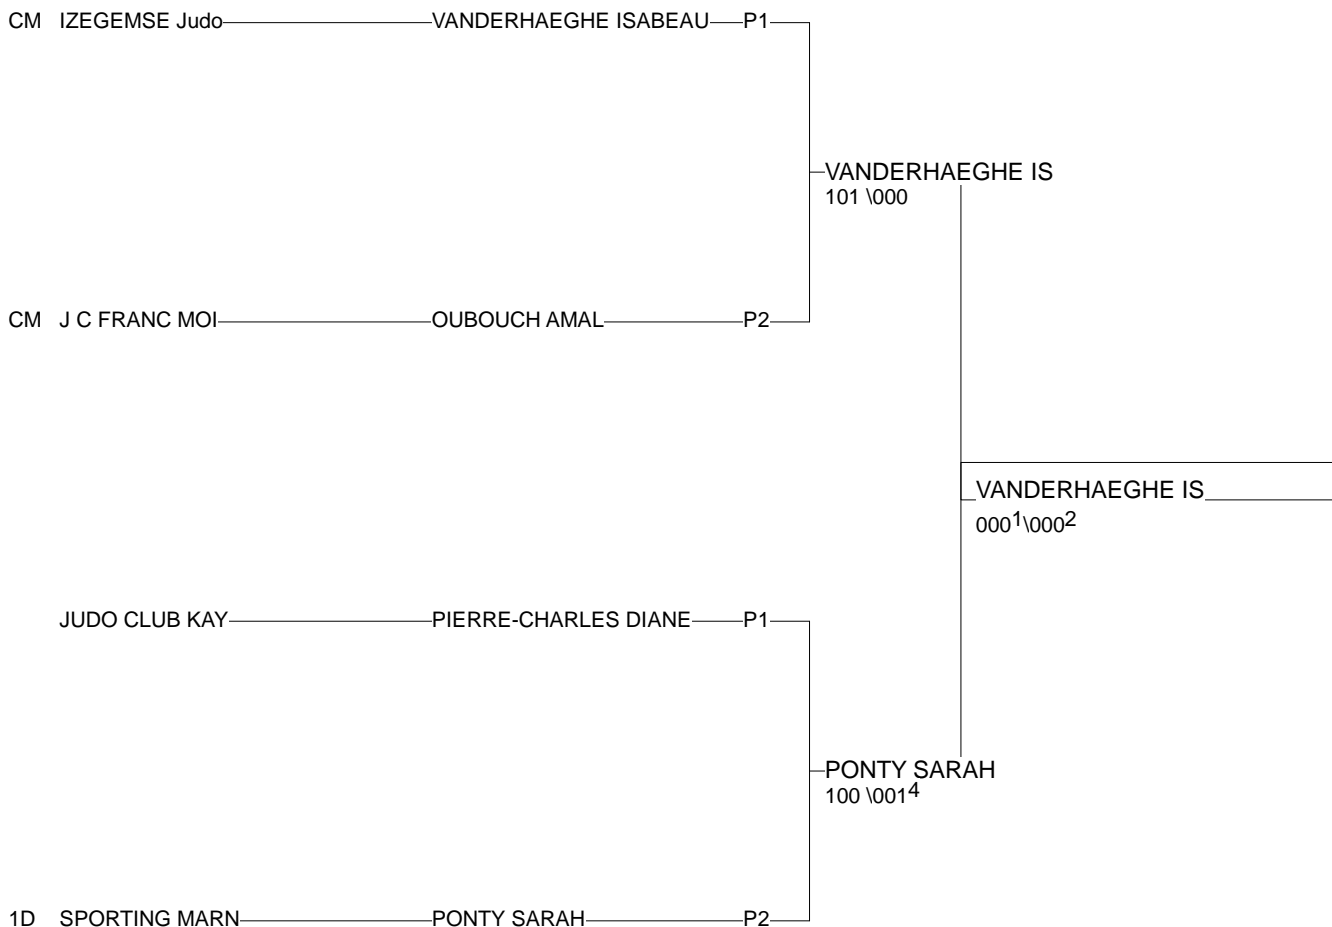 CM IZEGEMSE Judo VANDERHAEGHE ISABEAU P1
VANDERHAEGHE IS
101 \000
CM J C FRANC MOI OUBOUCH AMAL P2
VANDERHAEGHE IS
000¹\000²
JUDO CLUB KAY PIERRE-CHARLES DIANE P1
PONTY SARAH
100 \001⁴
1D SPORTING MARN PONTY SARAH P2